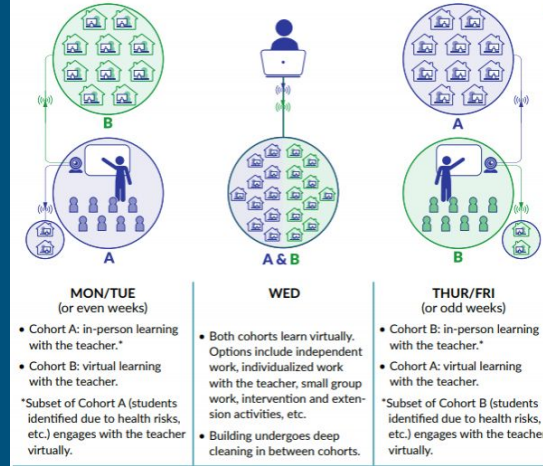 B
A
A & B
A
B
MON/TUE
(or even weeks)
• Cohort A: in-person learning
with the teacher.*
• Cohort B: virtual learning
with the teacher.
*Subset of Cohort A (students
identified due to health risks,
etc.) engages with the teacher
virtually.
WED
• Both cohorts learn virtually.
Options include independent
work, individualized work
with the teacher, small group
work, intervention and exten-
sion activities, etc.
• Building undergoes deep
cleaning in between cohorts.
THUR/FRI
(or odd weeks)
• Cohort B: in-person learning
with the teacher.*
• Cohort A: virtual learning
with the teacher.
*Subset of Cohort B (students
identified due to health risks,
etc.) engages with the teacher
virtually.